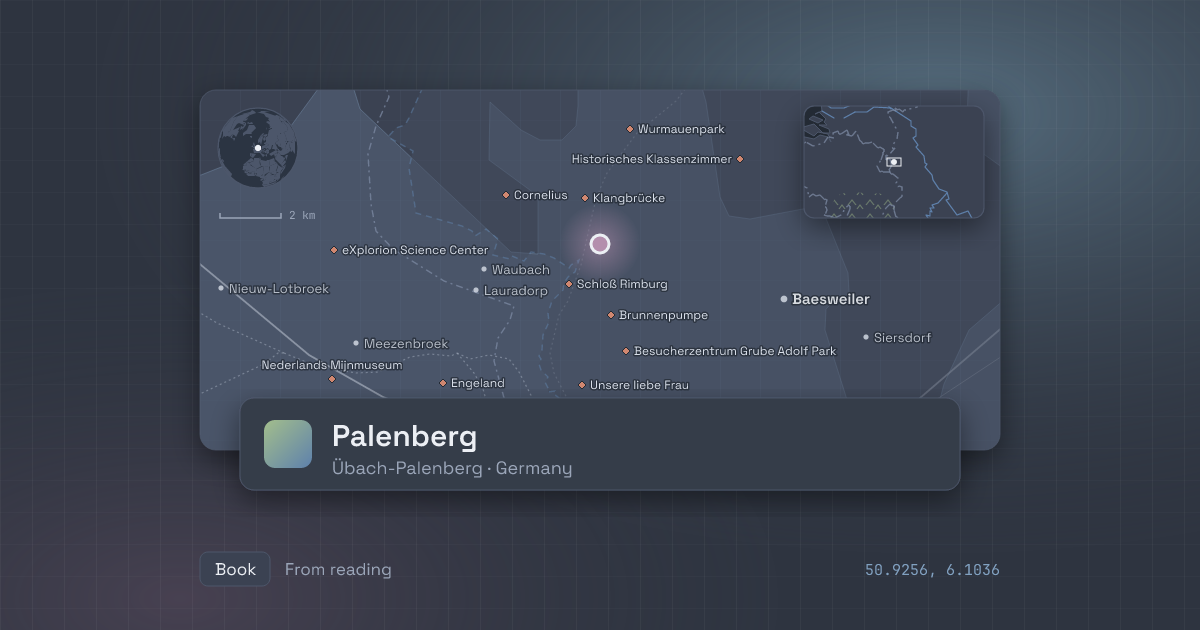 Wurmauenpark
Historisches Klassenzimmer
Cornelius
Klangbrücke
2 km
eXplorion Science Center
Waubach
Nieuw-Lotbroek
Lauradorp
Schloß Rimburg
Baesweiler
Brunnenpumpe
Siersdorf
Meezenbroek
Besucherzentrum Grube Adolf Park
Nederlands Mijnmuseum
Engeland
Unsere liebe Frau
Palenberg
Übach-Palenberg · Germany
Book
From reading
50.9256, 6.1036